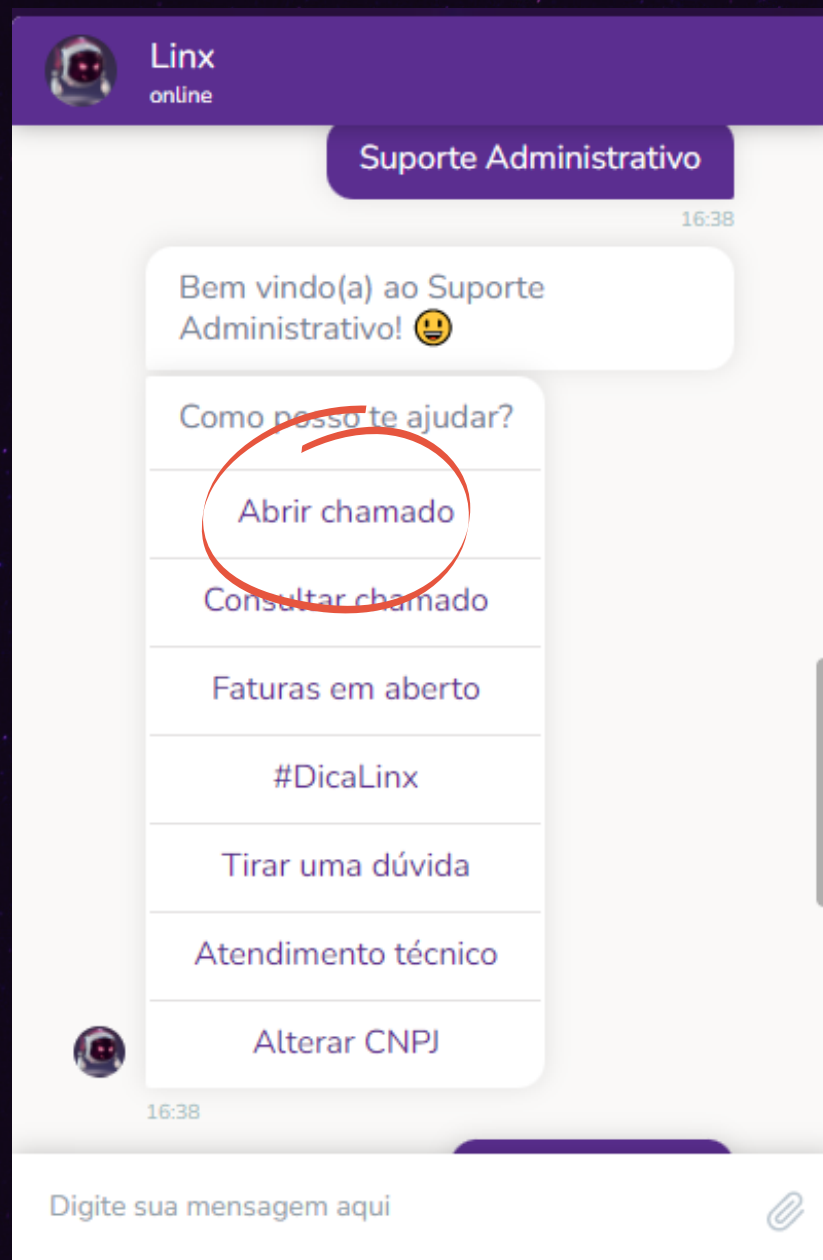 Linx
online
Suporte Administrativo
16:38
Bem vindo(a) ao Suporte
Administrativo! 😃
Como posso te ajudar?
Abrir chamado
Consultar chamado
Faturas em aberto
#DicaLinx
Tirar uma dúvida
Atendimento técnico
Alterar CNPJ
16:38
Digite sua mensagem aqui